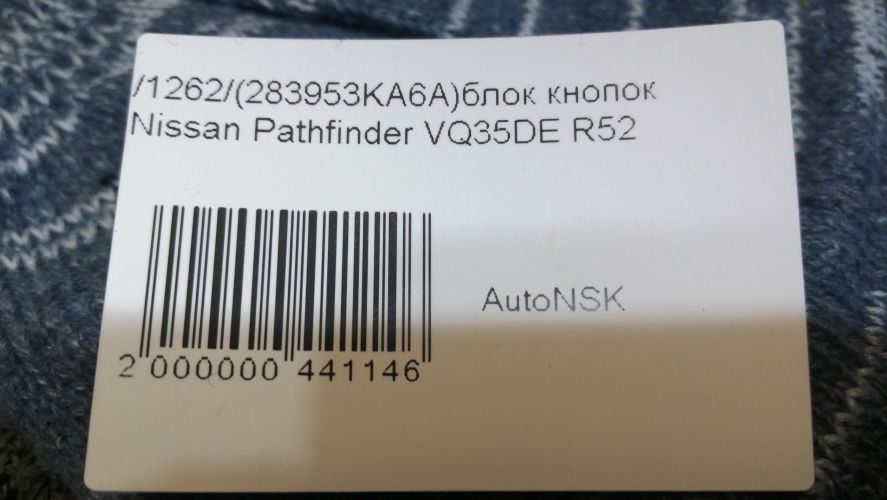 /1262/(283953KA6A)блок кнопок
Nissan Pathfinder VQ35DE R52
AutoNSK
2 000000 441146